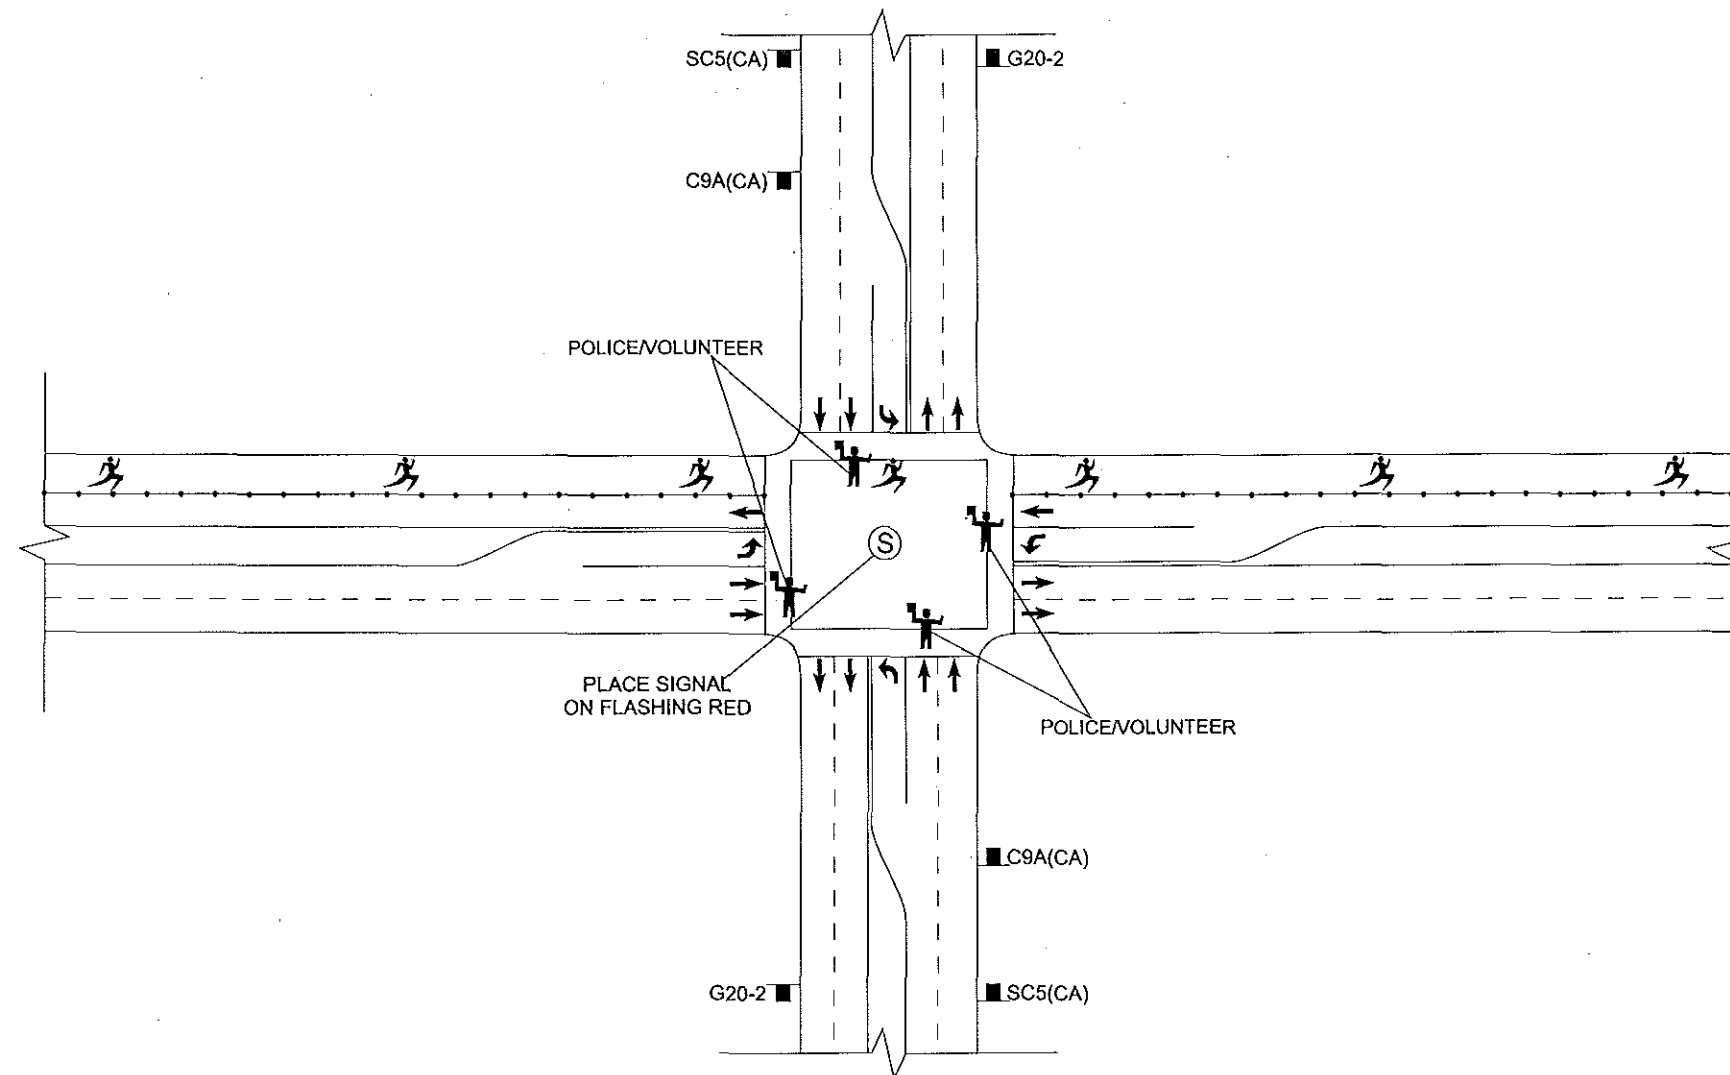 SC5(CA)
G20-2
C9A(CA)
POLICE/VOLUNTEER
S
PLACE SIGNAL
ON FLASHING RED
POLICE/VOLUNTEER
C9A(CA)
G20-2
SC5(CA)